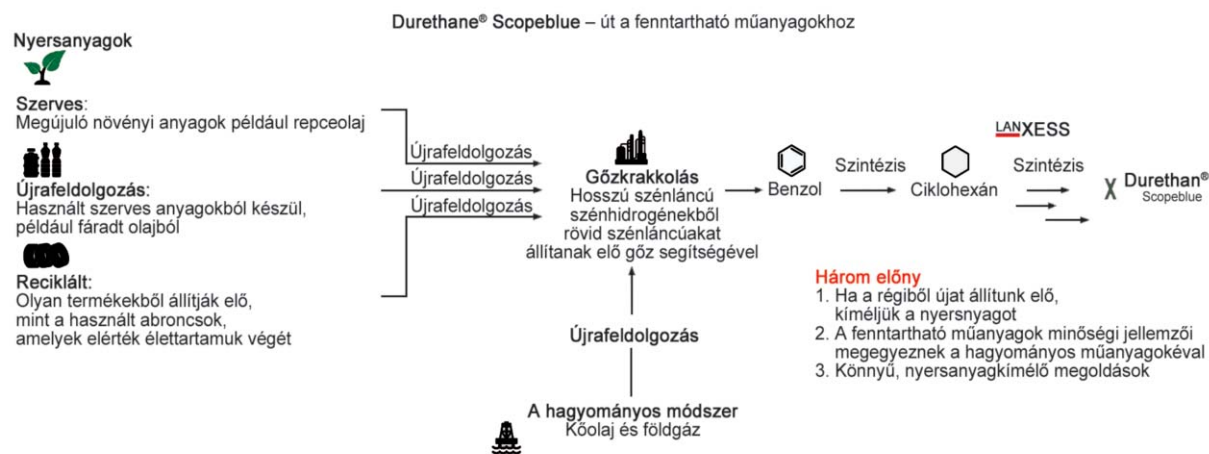 Durethane® Scopeblue – út a fenntartható műanyagokhoz
Nyersanyagok
Szerves:
Megújuló növényi anyagok például repceolaj
Újrafeldolgozás:
Használt szerves anyagokból készül,
például fáradt olajból
Reciklált:
Olyan termékekből állítják elő,
mint a használt abroncsok,
amelyek elérték élettartamuk végét
Újrafeldolgozás
Újrafeldolgozás
Újrafeldolgozás
Gőzkrakkolás
Hosszú szénláncú
szénhidrogénekből
rövid szénláncúakat
állítanak elő gőz segítségével
Újrafeldolgozás
A hagyományos módszer
Kőolaj és földgáz
Benzol
Szintézis
Ciklohexán
LANXESS
Szintézis
Durethan®
Scopeblue
Három előny
1. Ha a régiből újat állítunk elő,
kíméljük a nyersnyagot
2. A fenntartható műanyagok minőségi jellemzői
megegyeznek a hagyományos műanyagokéval
3. Könnyű, nyersanyagkímélő megoldások